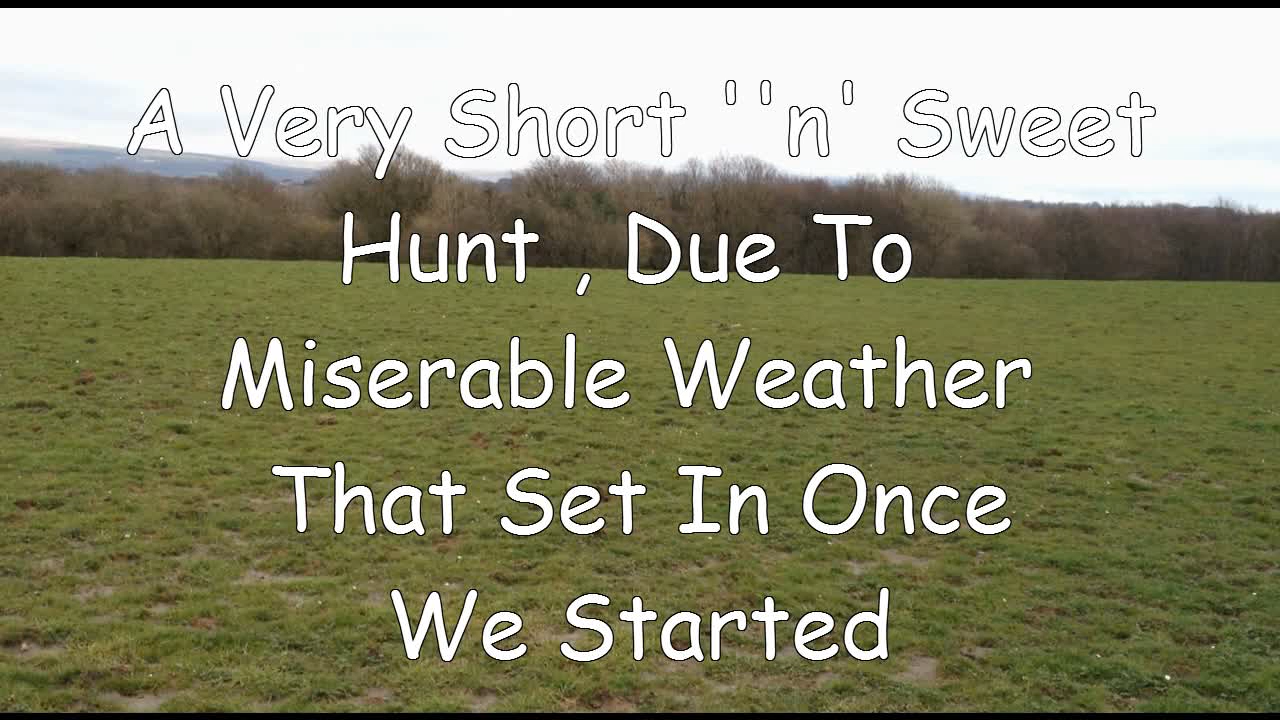 A Very Short ''n' Sweet
Hunt , Due To
Miserable Weather
That Set In Once
We Started